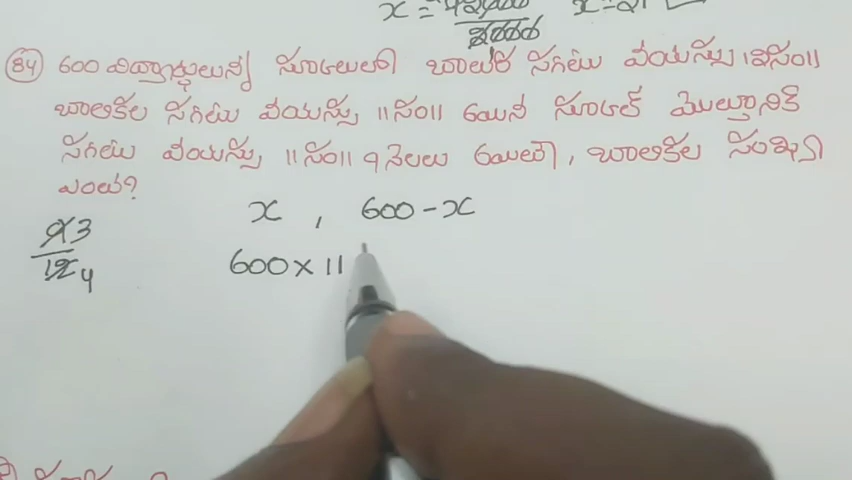 x =
x = 21
84 600 విద్యార్థులున్న స్కూలులో బాలుర సగటు వయస్సు 12సం॥
బాలికల సగటు వయస్సు 11సం॥ అయిన స్కూల్ మొత్తానికి
సగటు వయస్సు 11సం॥ 9 నెలలు అయితే, బాలికల సంఖ్య
ఎంత?
x , 600 - x
9 3
12 4
600 × 11